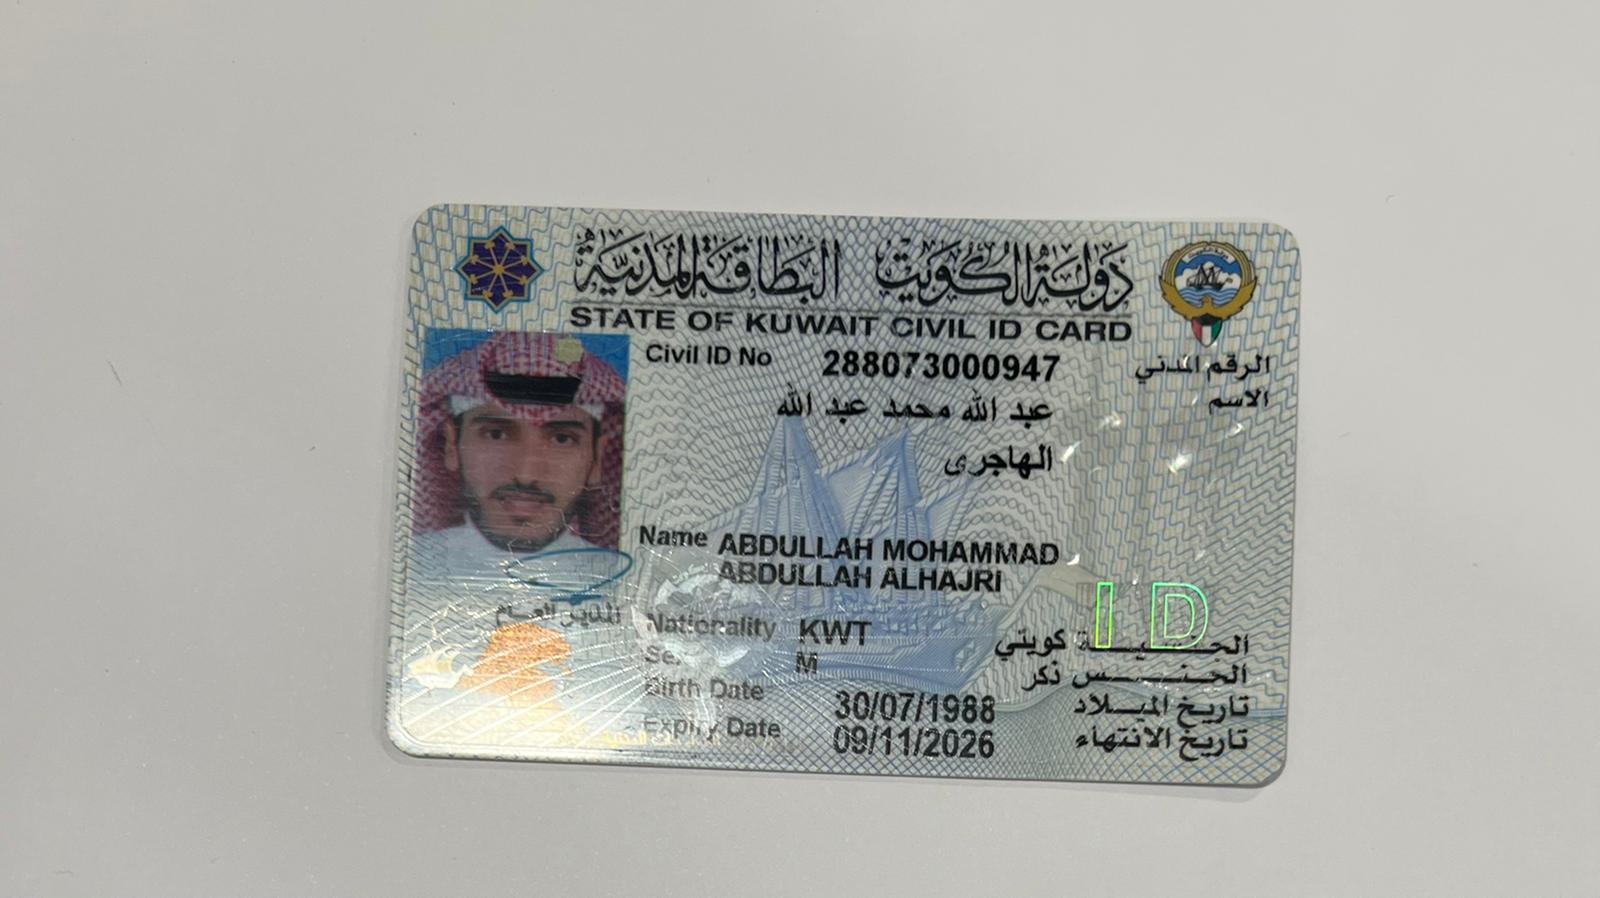 دولة الكويت البطاقة المدنية
STATE OF KUWAIT CIVIL ID CARD
Civil ID No 288073000947 الرقم المدني
عبد الله محمد عبد الله الاسم
الهاجرى
Name ABDULLAH MOHAMMAD
ABDULLAH ALHAJRI
المدير العام
ID
Nationality KWT كويتي الجنسية
Sex M ذكر الجنس
Birth Date 30/07/1988 تاريخ الميلاد
Expiry Date 09/11/2026 تاريخ الانتهاء